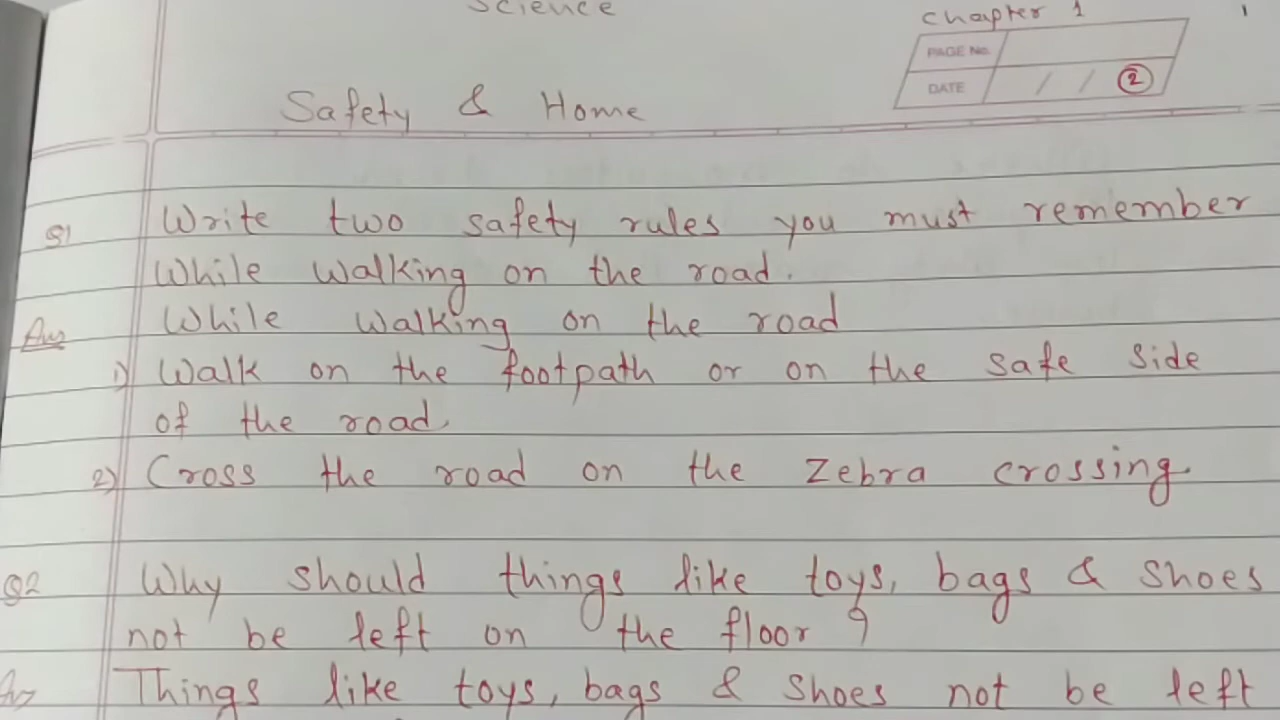 Science
Chapter 1
PAGE No.
DATE / / 2
Safety & Home
Q1 Write two safety rules you must remember
While walking on the road.
Ans While walking on the road
1) Walk on the footpath or on the safe side
of the road.
2) Cross the road on the Zebra crossing.
Q2 Why should things like toys, bags & shoes
not be left on the floor ?
Ans Things like toys, bags & shoes not be left